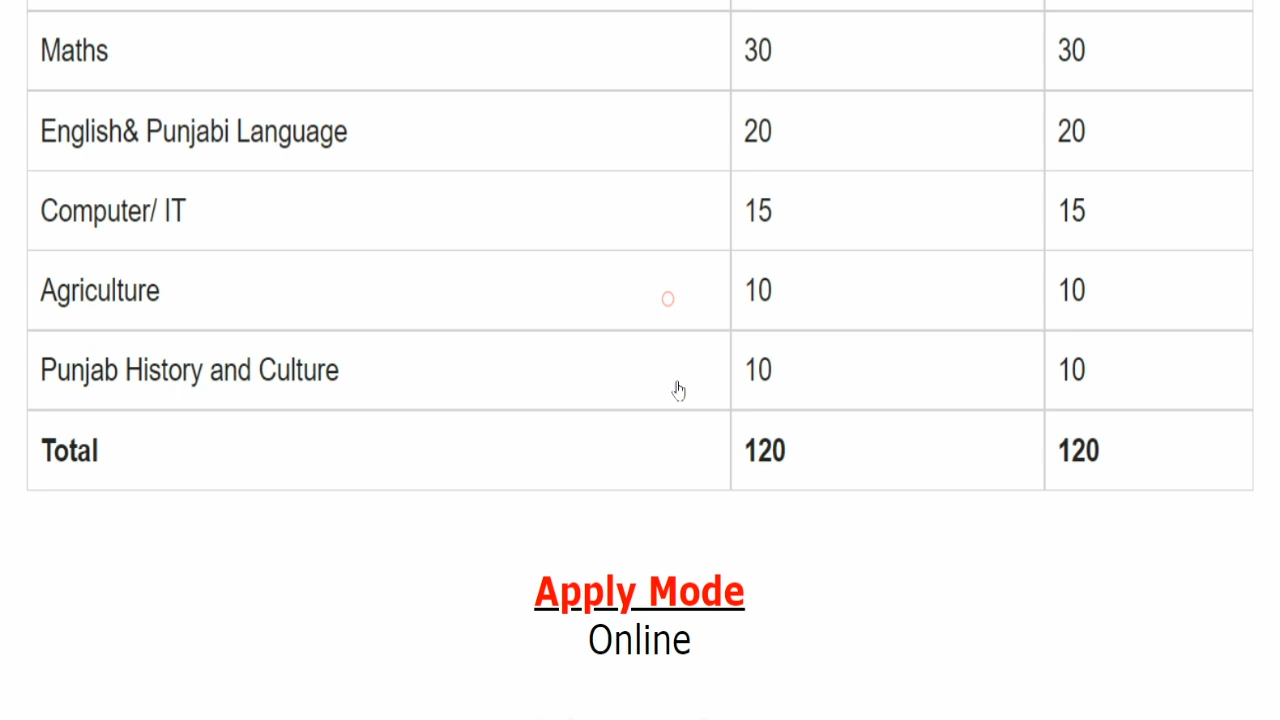 Maths 30 30
English& Punjabi Language 20 20
Computer/ IT 15 15
Agriculture 10 10
Punjab History and Culture 10 10
Total 120 120
Apply Mode
Online